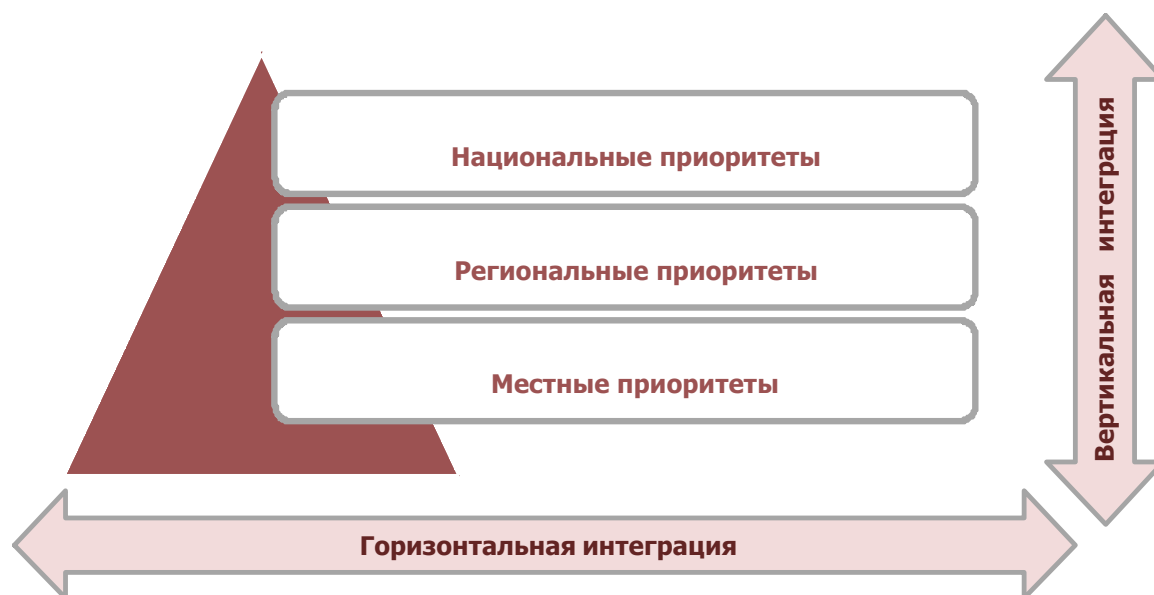 Национальные приоритеты
Региональные приоритеты
Местные приоритеты
Вертикальная интеграция
Горизонтальная интеграция